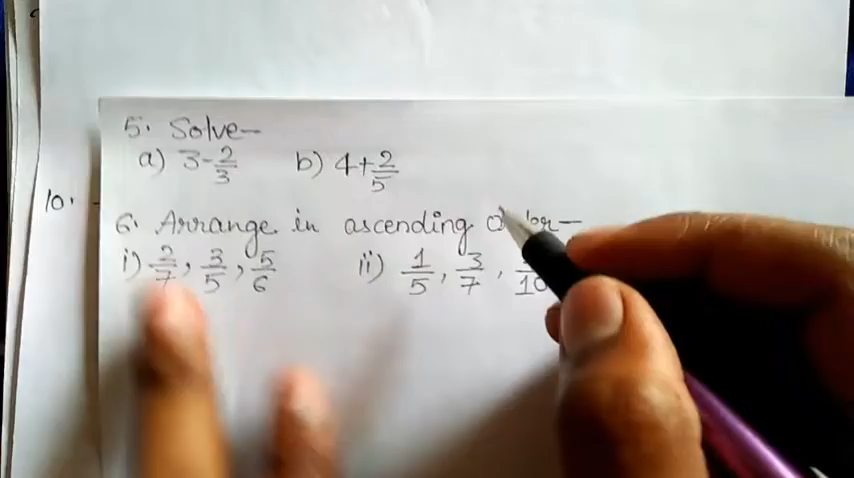 5. Solve-
a) 3-2/3 b) 4+2/5
10.
6. Arrange in ascending
i) 2/7, 3/5, 5/6 ii) 1/5, 3/7,